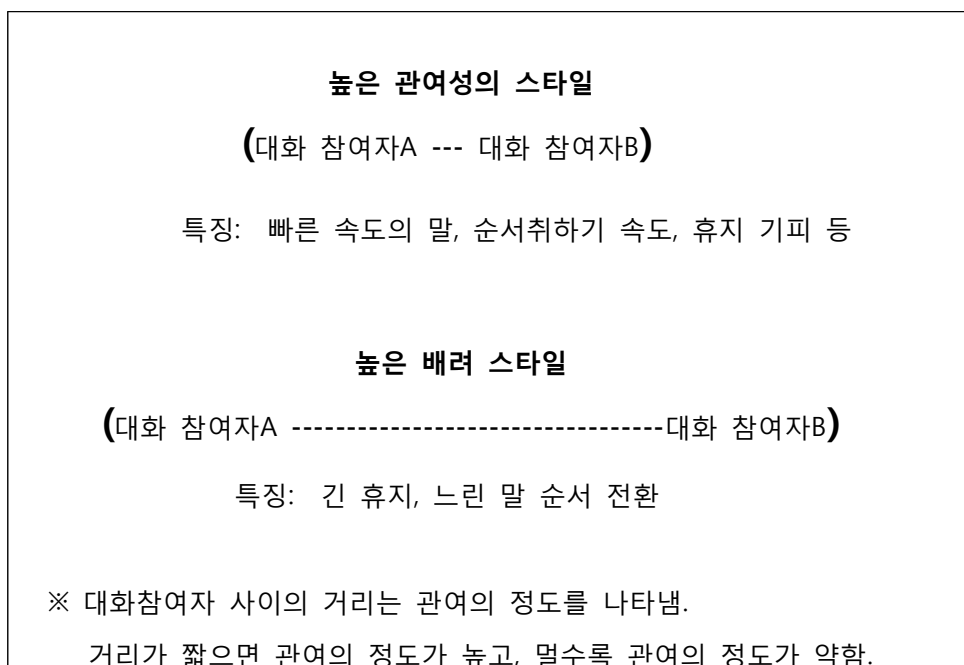 높은 관여성의 스타일
(대화 참여자A --- 대화 참여자B)
특징: 빠른 속도의 말, 순서취하기 속도, 휴지 기피 등
높은 배려 스타일
(대화 참여자A ----------------------------------대화 참여자B)
특징: 긴 휴지, 느린 말 순서 전환
※ 대화참여자 사이의 거리는 관여의 정도를 나타냄.
거리가 짧으면 관여의 정도가 높고, 멀수록 관여의 정도가 약함.